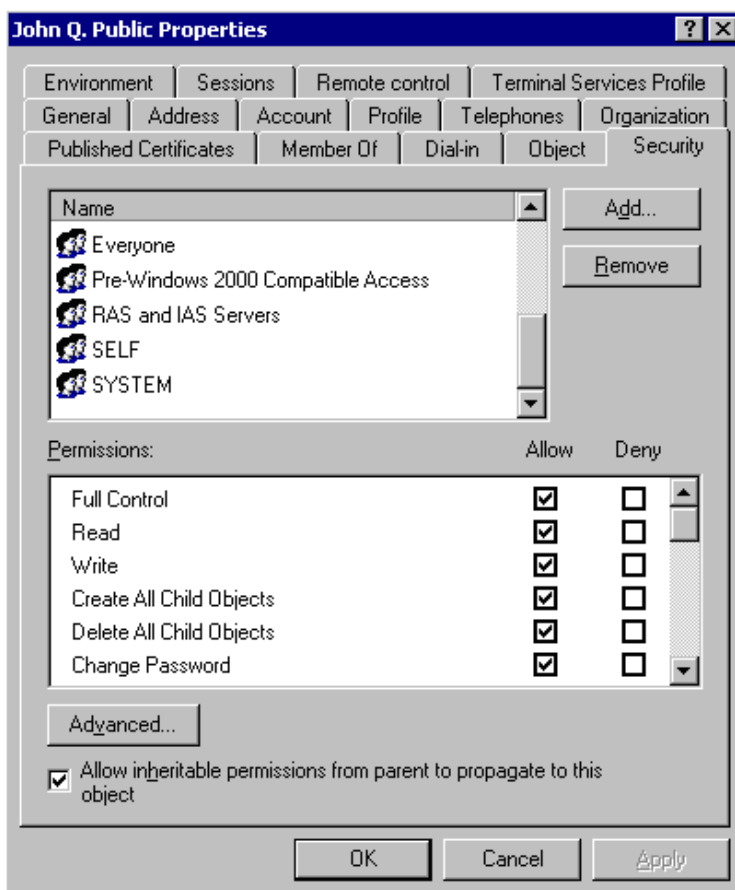 John Q. Public Properties
Environment Sessions Remote control Terminal Services Profile
General Address Account Profile Telephones Organization
Published Certificates Member Of Dial-in Object Security
Name
Add...
Everyone
Remove
Pre-Windows 2000 Compatible Access
RAS and IAS Servers
SELF
SYSTEM
Permissions: Allow Deny
Full Control
Read
Write
Create All Child Objects
Delete All Child Objects
Change Password
Advanced...
Allow inheritable permissions from parent to propagate to this
object
OK Cancel Apply